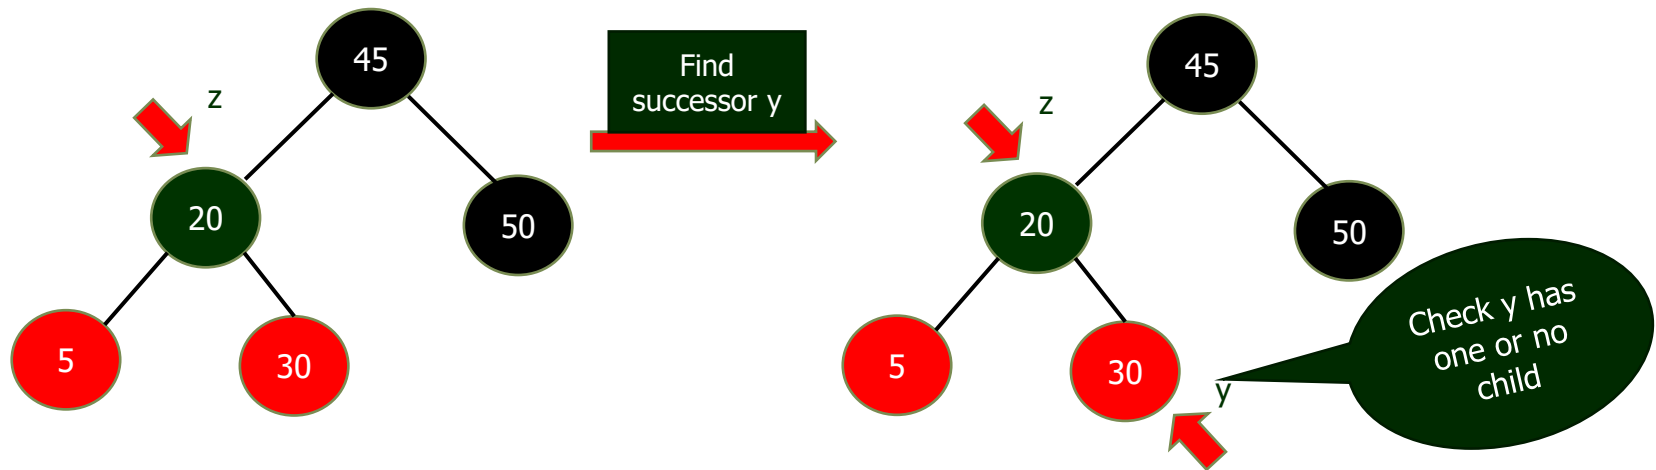 45
z
20
50
5
30
Find
successor y
45
z
20
50
5
30
y
Check y has
one or no
child